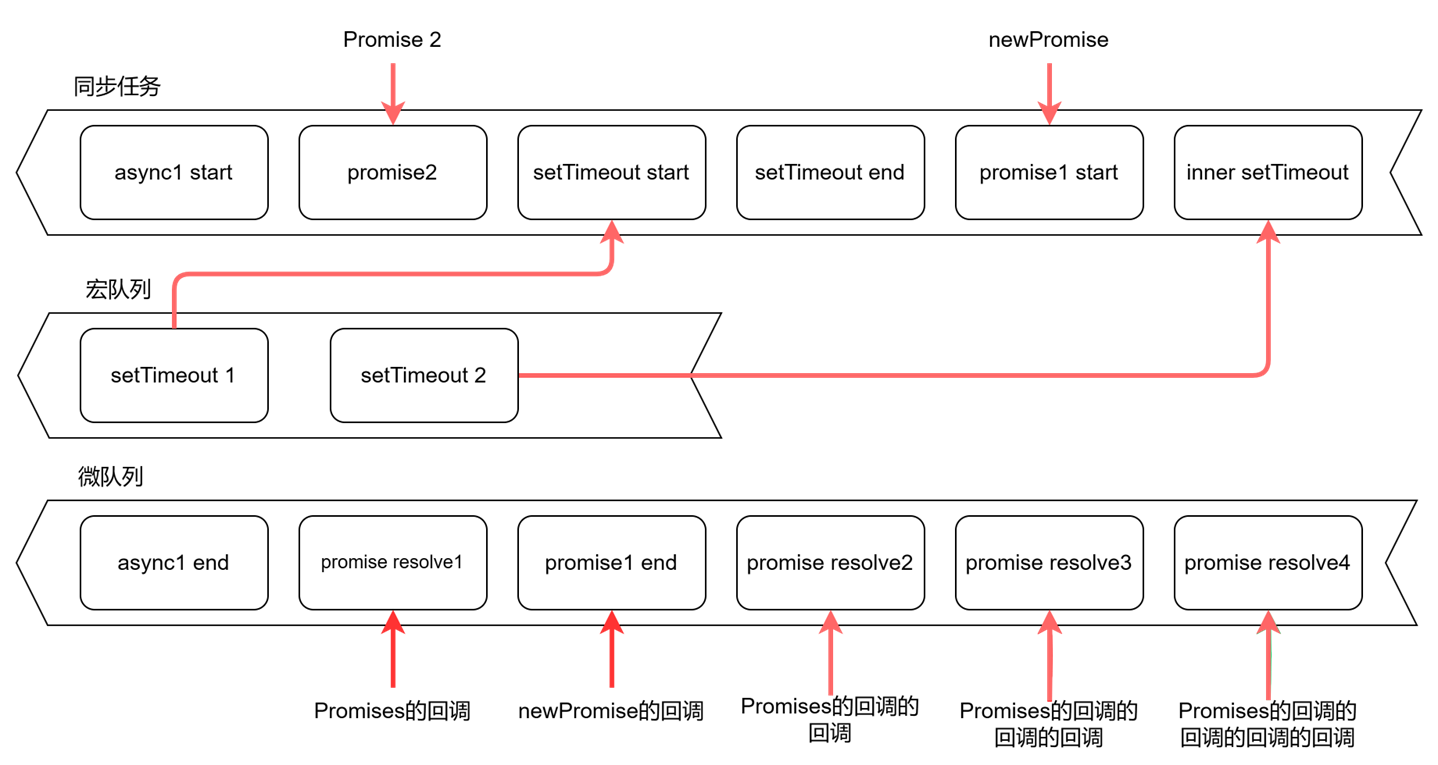 Promise 2
newPromise
同步任务
async1 start
promise2
setTimeout start
setTimeout end
promise1 start
inner setTimeout
宏队列
setTimeout 1
setTimeout 2
微队列
async1 end
promise resolve1
promise1 end
promise resolve2
promise resolve3
promise resolve4
Promises的回调
newPromise的回调
Promises的回调的
回调
Promises的回调的
回调的回调
Promises的回调的
回调的回调的回调